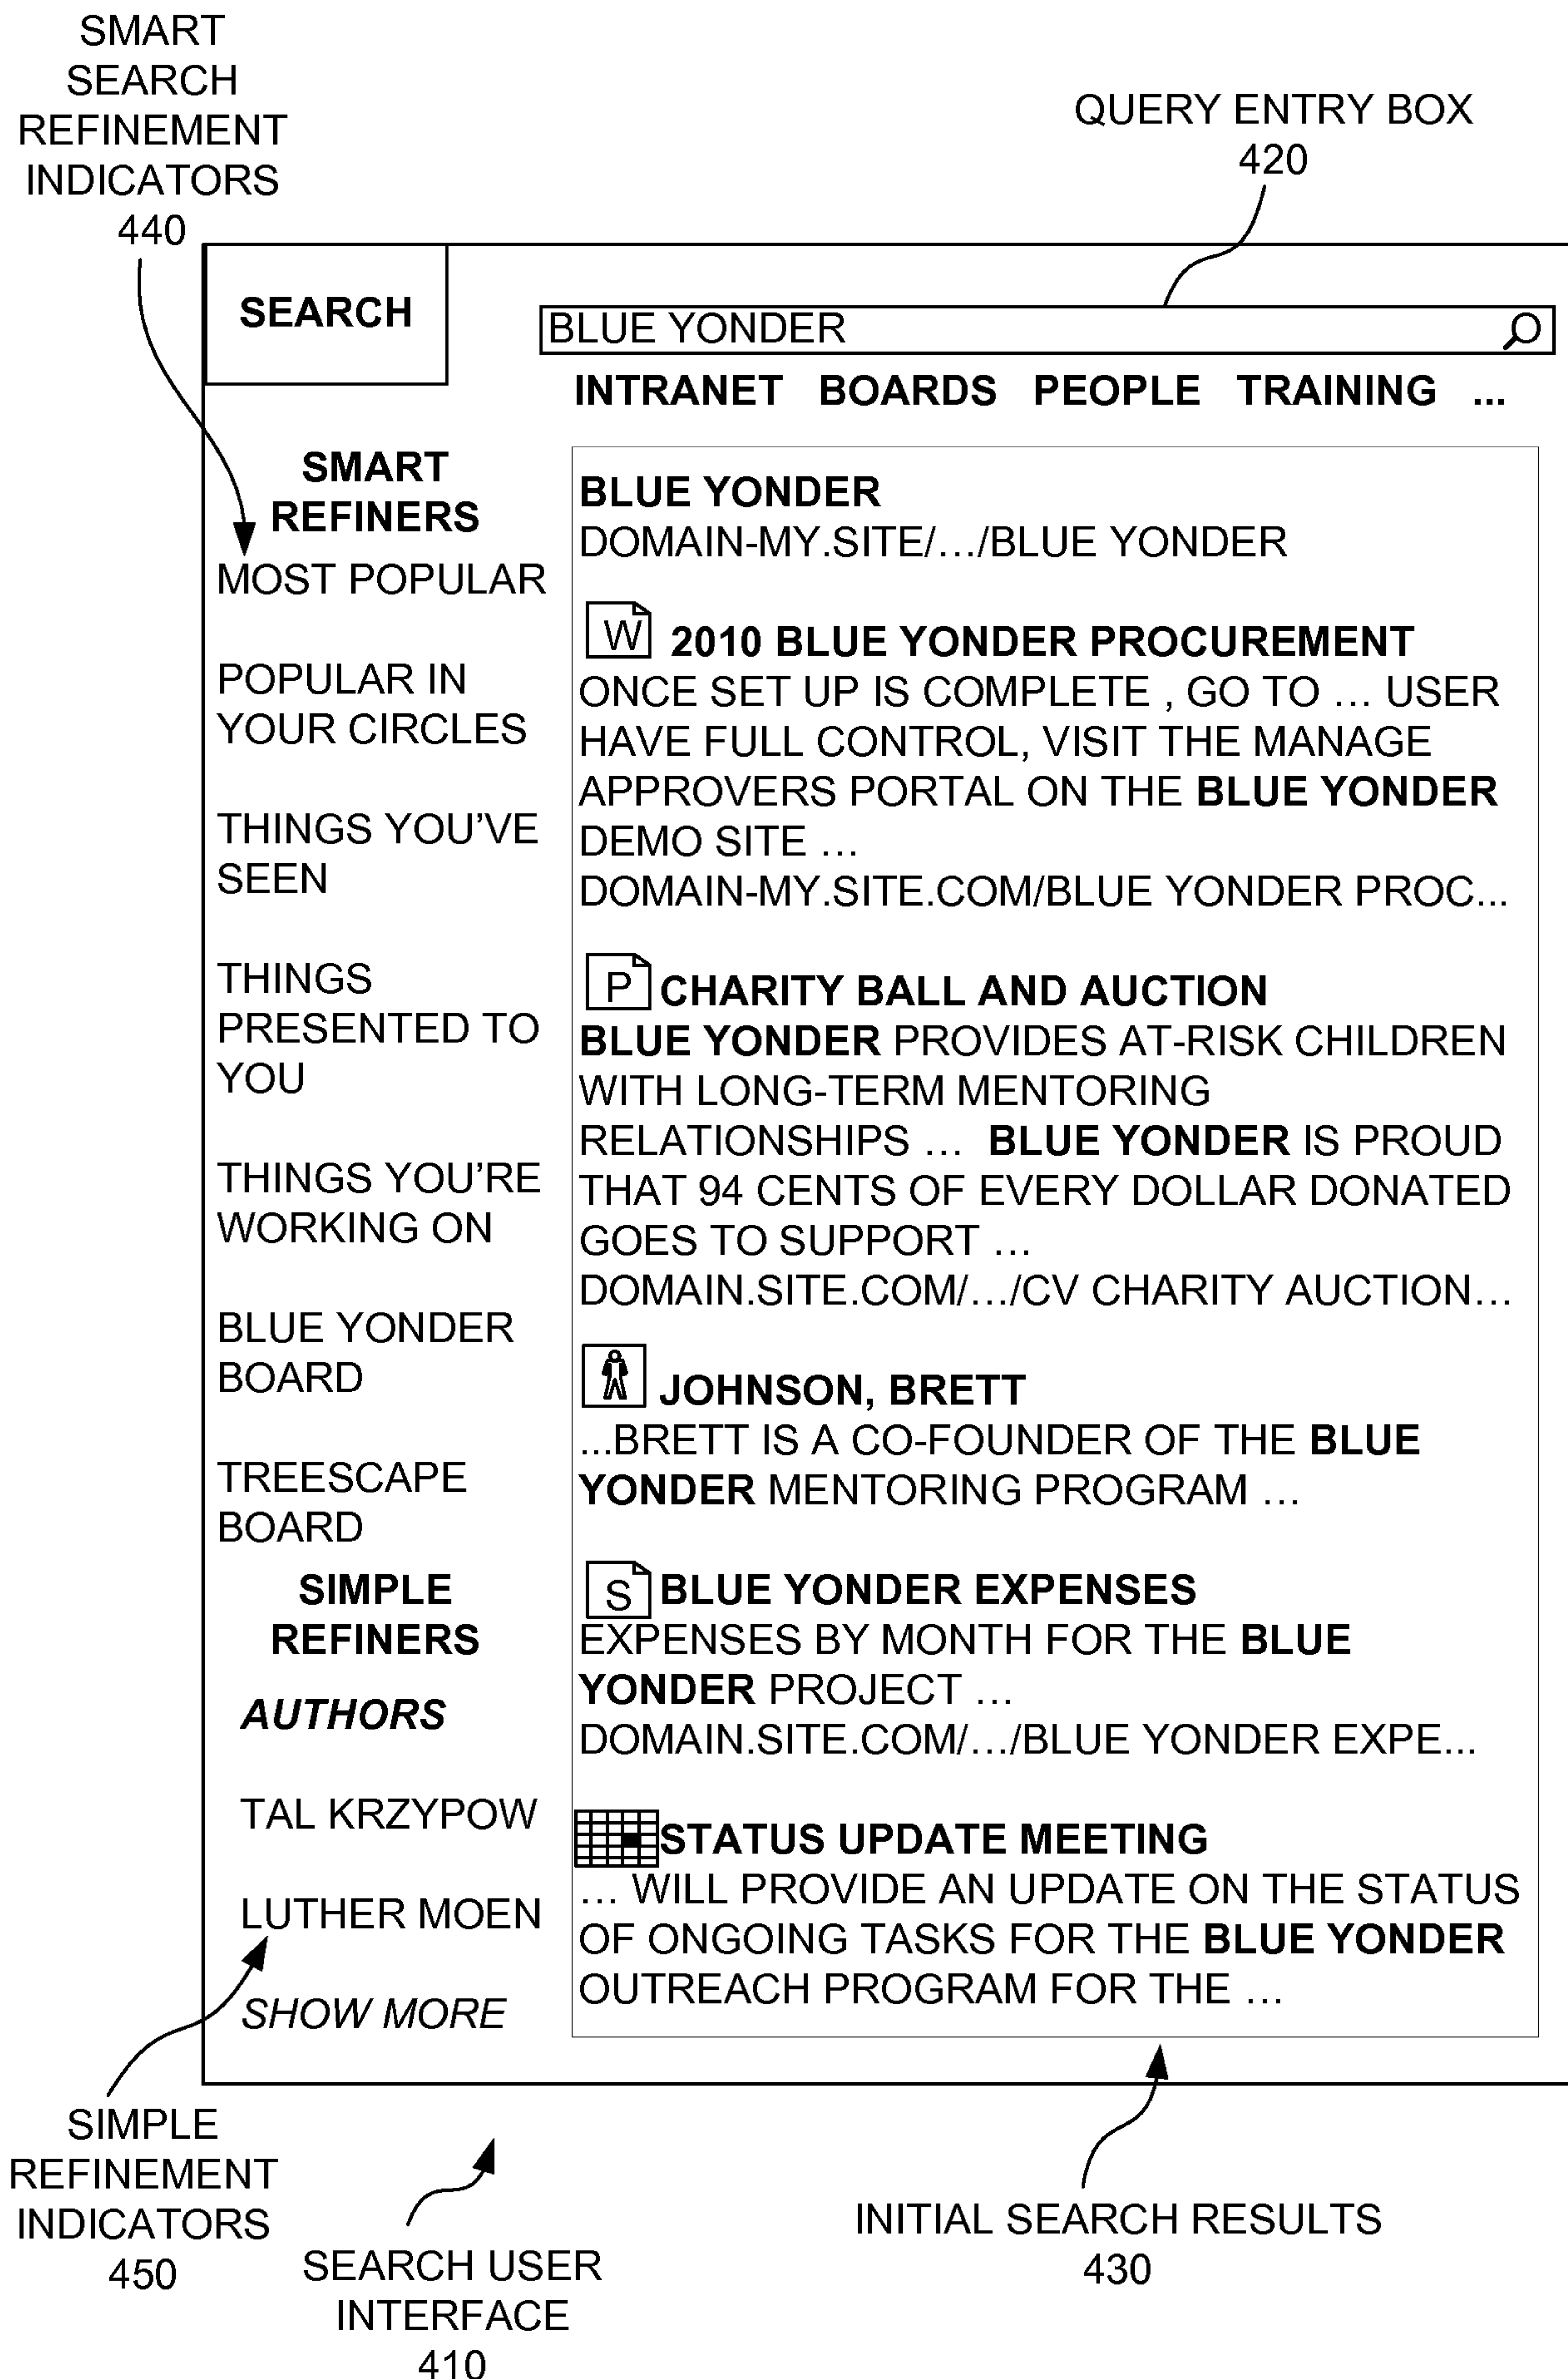 SMART
SEARCH
REFINEMENT
INDICATORS
440
QUERY ENTRY BOX
420
SEARCH
BLUE YONDER
INTRANET BOARDS PEOPLE TRAINING ...
SMART
REFINERS
MOST POPULAR
POPULAR IN
YOUR CIRCLES
THINGS YOU'VE
SEEN
THINGS
PRESENTED TO
YOU
THINGS YOU'RE
WORKING ON
BLUE YONDER
BOARD
TREESCAPE
BOARD
SIMPLE
REFINERS
AUTHORS
TAL KRZYPOW
LUTHER MOEN
SHOW MORE
BLUE YONDER
DOMAIN-MY.SITE/…/BLUE YONDER
W 2010 BLUE YONDER PROCUREMENT
ONCE SET UP IS COMPLETE , GO TO … USER
HAVE FULL CONTROL, VISIT THE MANAGE
APPROVERS PORTAL ON THE BLUE YONDER
DEMO SITE …
DOMAIN-MY.SITE.COM/BLUE YONDER PROC...
P CHARITY BALL AND AUCTION
BLUE YONDER PROVIDES AT-RISK CHILDREN
WITH LONG-TERM MENTORING
RELATIONSHIPS … BLUE YONDER IS PROUD
THAT 94 CENTS OF EVERY DOLLAR DONATED
GOES TO SUPPORT …
DOMAIN.SITE.COM/…/CV CHARITY AUCTION…
JOHNSON, BRETT
...BRETT IS A CO-FOUNDER OF THE BLUE
YONDER MENTORING PROGRAM …
S BLUE YONDER EXPENSES
EXPENSES BY MONTH FOR THE BLUE
YONDER PROJECT …
DOMAIN.SITE.COM/…/BLUE YONDER EXPE...
STATUS UPDATE MEETING
… WILL PROVIDE AN UPDATE ON THE STATUS
OF ONGOING TASKS FOR THE BLUE YONDER
OUTREACH PROGRAM FOR THE …
SIMPLE
REFINEMENT
INDICATORS
450
SEARCH USER
INTERFACE
410
INITIAL SEARCH RESULTS
430